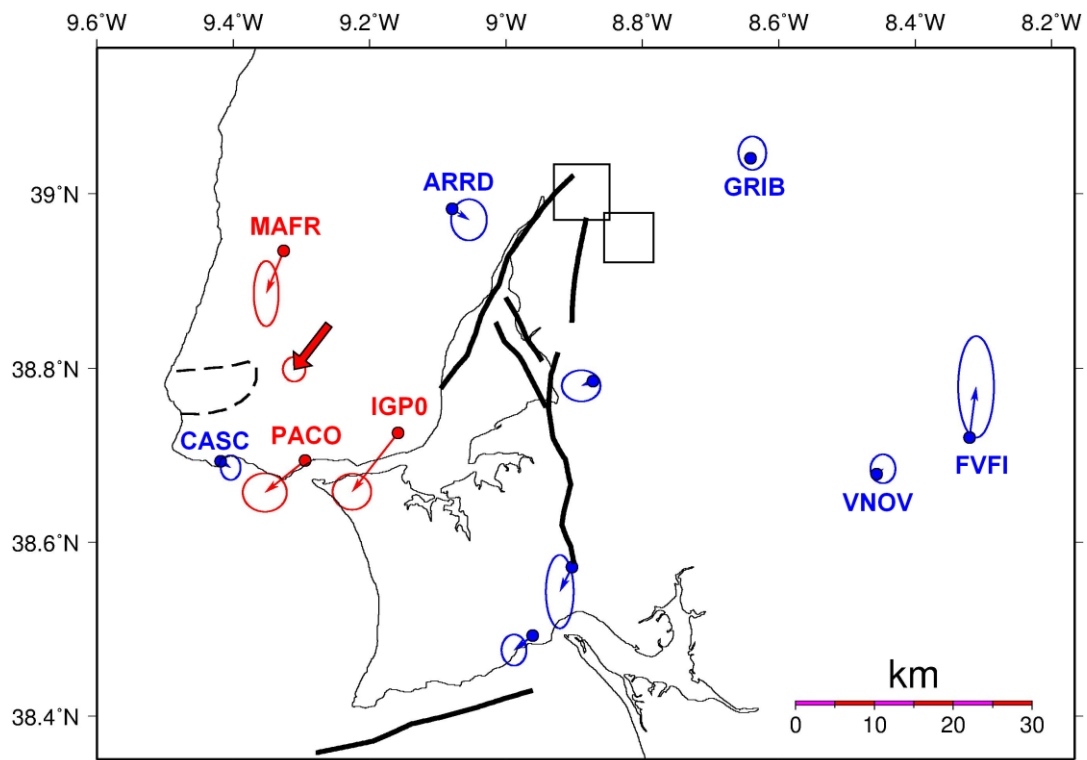 9.6˚W 9.4˚W 9.2˚W 9˚W 8.8˚W 8.6˚W 8.4˚W 8.2˚W
39˚N
38.8˚N
38.6˚N
38.4˚N
ARRD
GRIB
MAFR
IGP0
CASC
PACO
FVFI
VNOV
km
0 10 20 30